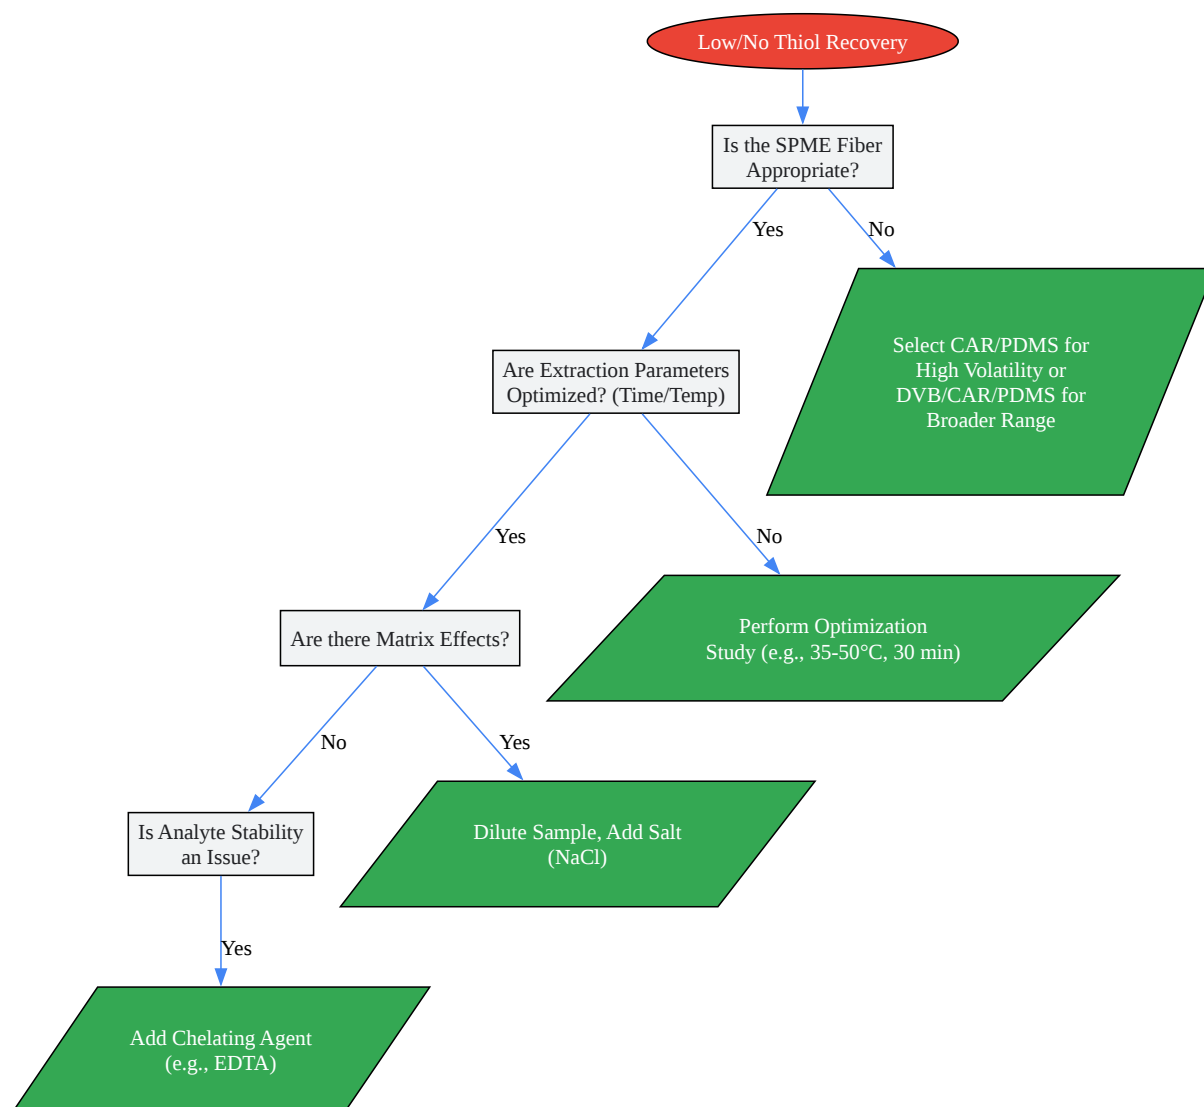 Low/No Thiol Recovery
Is the SPME Fiber
Appropriate?
Yes
No
Select CAR/PDMS for
High Volatility or
DVB/CAR/PDMS for
Broader Range
Are Extraction Parameters
Optimized? (Time/Temp)
Yes
No
Perform Optimization
Study (e.g., 35-50°C, 30 min)
Are there Matrix Effects?
No
Yes
Dilute Sample, Add Salt
(NaCl)
Is Analyte Stability
an Issue?
Yes
Add Chelating Agent
(e.g., EDTA)